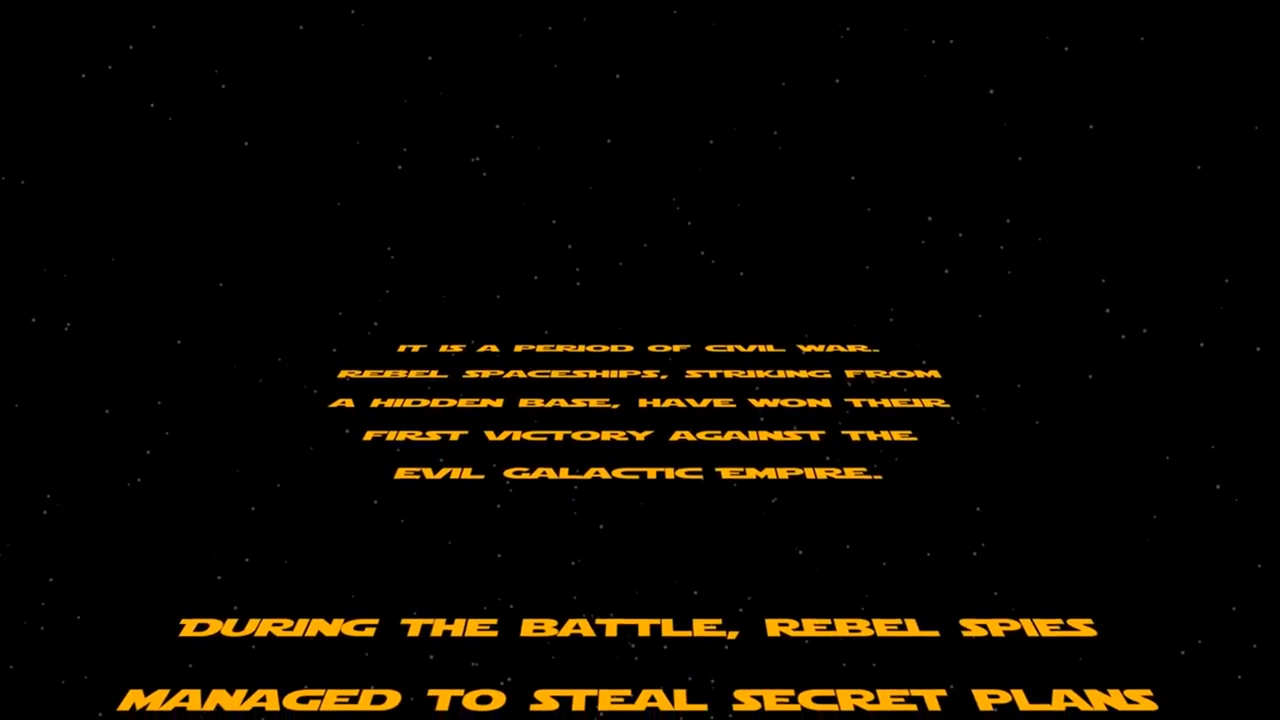 IT IS A PERIOD OF CIVIL WAR.
REBEL SPACESHIPS, STRIKING FROM
A HIDDEN BASE, HAVE WON THEIR
FIRST VICTORY AGAINST THE
EVIL GALACTIC EMPIRE.
DURING THE BATTLE, REBEL SPIES
MANAGED TO STEAL SECRET PLANS